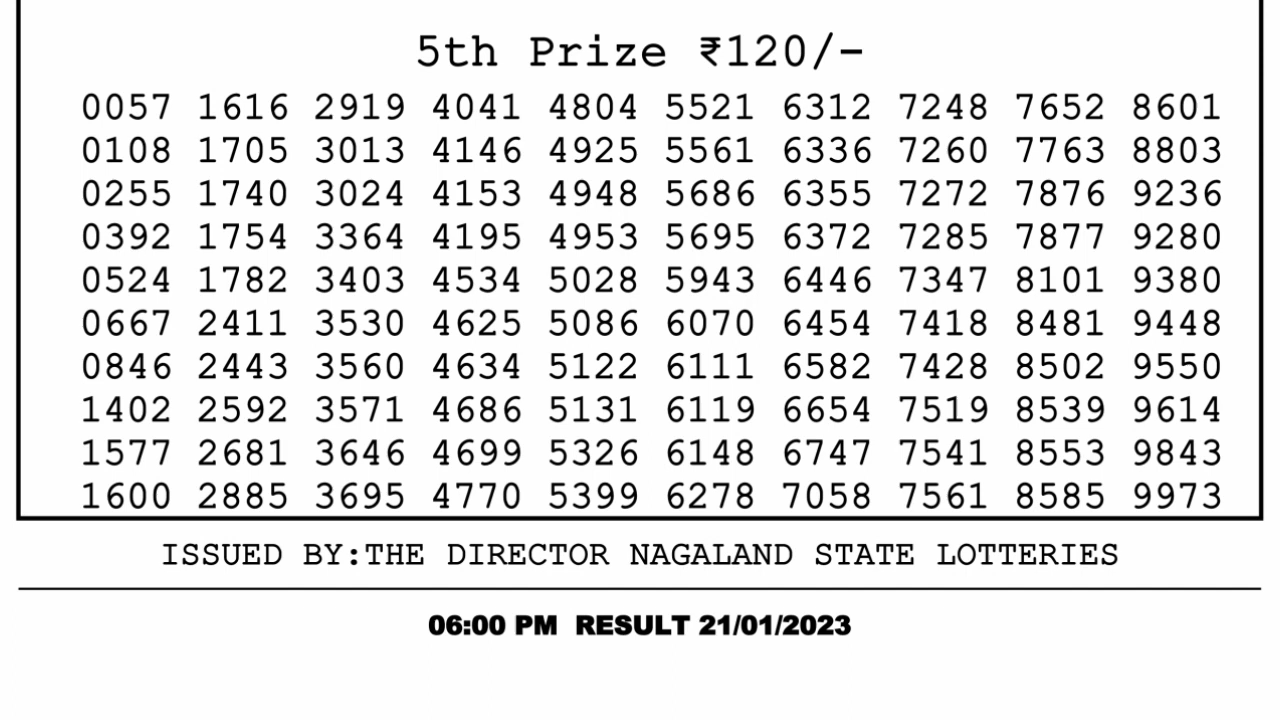 5th Prize ₹120/-
0057 1616 2919 4041 4804 5521 6312 7248 7652 8601
0108 1705 3013 4146 4925 5561 6336 7260 7763 8803
0255 1740 3024 4153 4948 5686 6355 7272 7876 9236
0392 1754 3364 4195 4953 5695 6372 7285 7877 9280
0524 1782 3403 4534 5028 5943 6446 7347 8101 9380
0667 2411 3530 4625 5086 6070 6454 7418 8481 9448
0846 2443 3560 4634 5122 6111 6582 7428 8502 9550
1402 2592 3571 4686 5131 6119 6654 7519 8539 9614
1577 2681 3646 4699 5326 6148 6747 7541 8553 9843
1600 2885 3695 4770 5399 6278 7058 7561 8585 9973
ISSUED BY:THE DIRECTOR NAGALAND STATE LOTTERIES
06:00 PM RESULT 21/01/2023